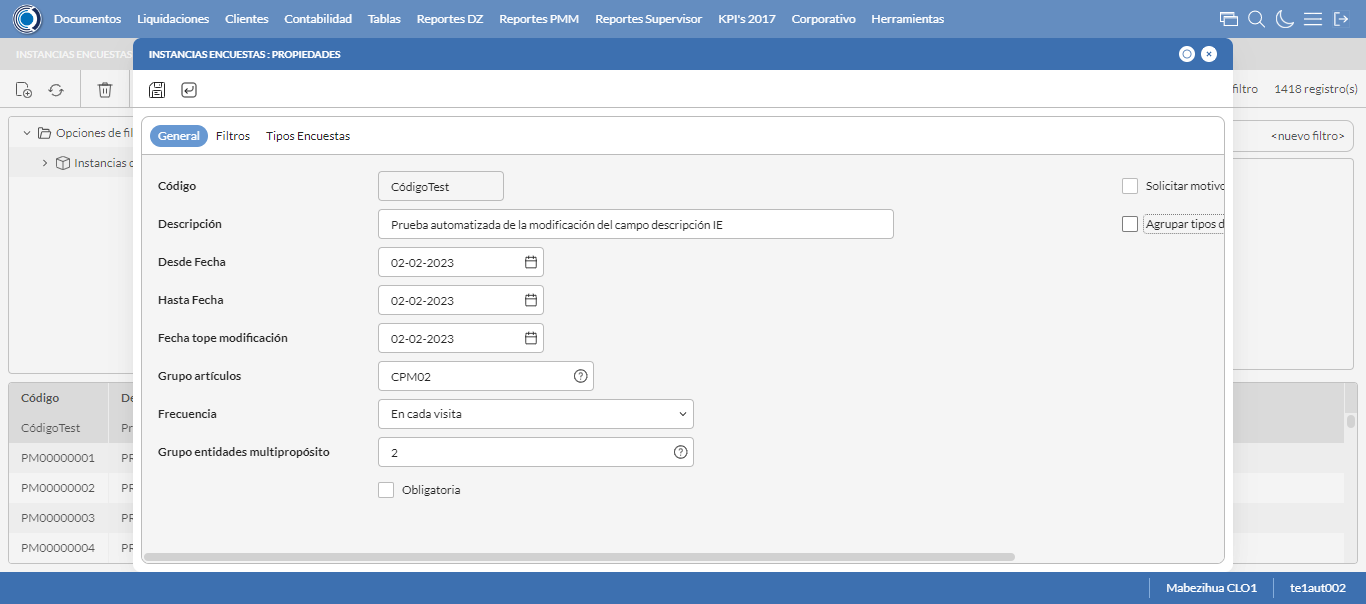 Documentos Liquidaciones Clientes Contabilidad Tablas Reportes DZ Reportes PMM Reportes Supervisor KPI's 2017 Corporativo Herramientas
INSTANCIAS ENCUESTAS
INSTANCIAS ENCUESTAS : PROPIEDADES
filtro 1418 registro(s)
Opciones de fil
<nuevo filtro>
Instancias
General Filtros Tipos Encuestas
Código CódigoTest Solicitar motivo
Descripción Prueba automatizada de la modificación del campo descripción IE Agrupar tipos d
Desde Fecha 02-02-2023
Hasta Fecha 02-02-2023
Fecha tope modificación 02-02-2023
Grupo artículos CPM02
Frecuencia En cada visita
Grupo entidades multipropósito 2
Obligatoria
Código De
CódigoTest Pr
PM00000001 PR
PM00000002 PR
PM00000003 PR
PM00000004 PR
Mabezihua CLO1 te1aut002